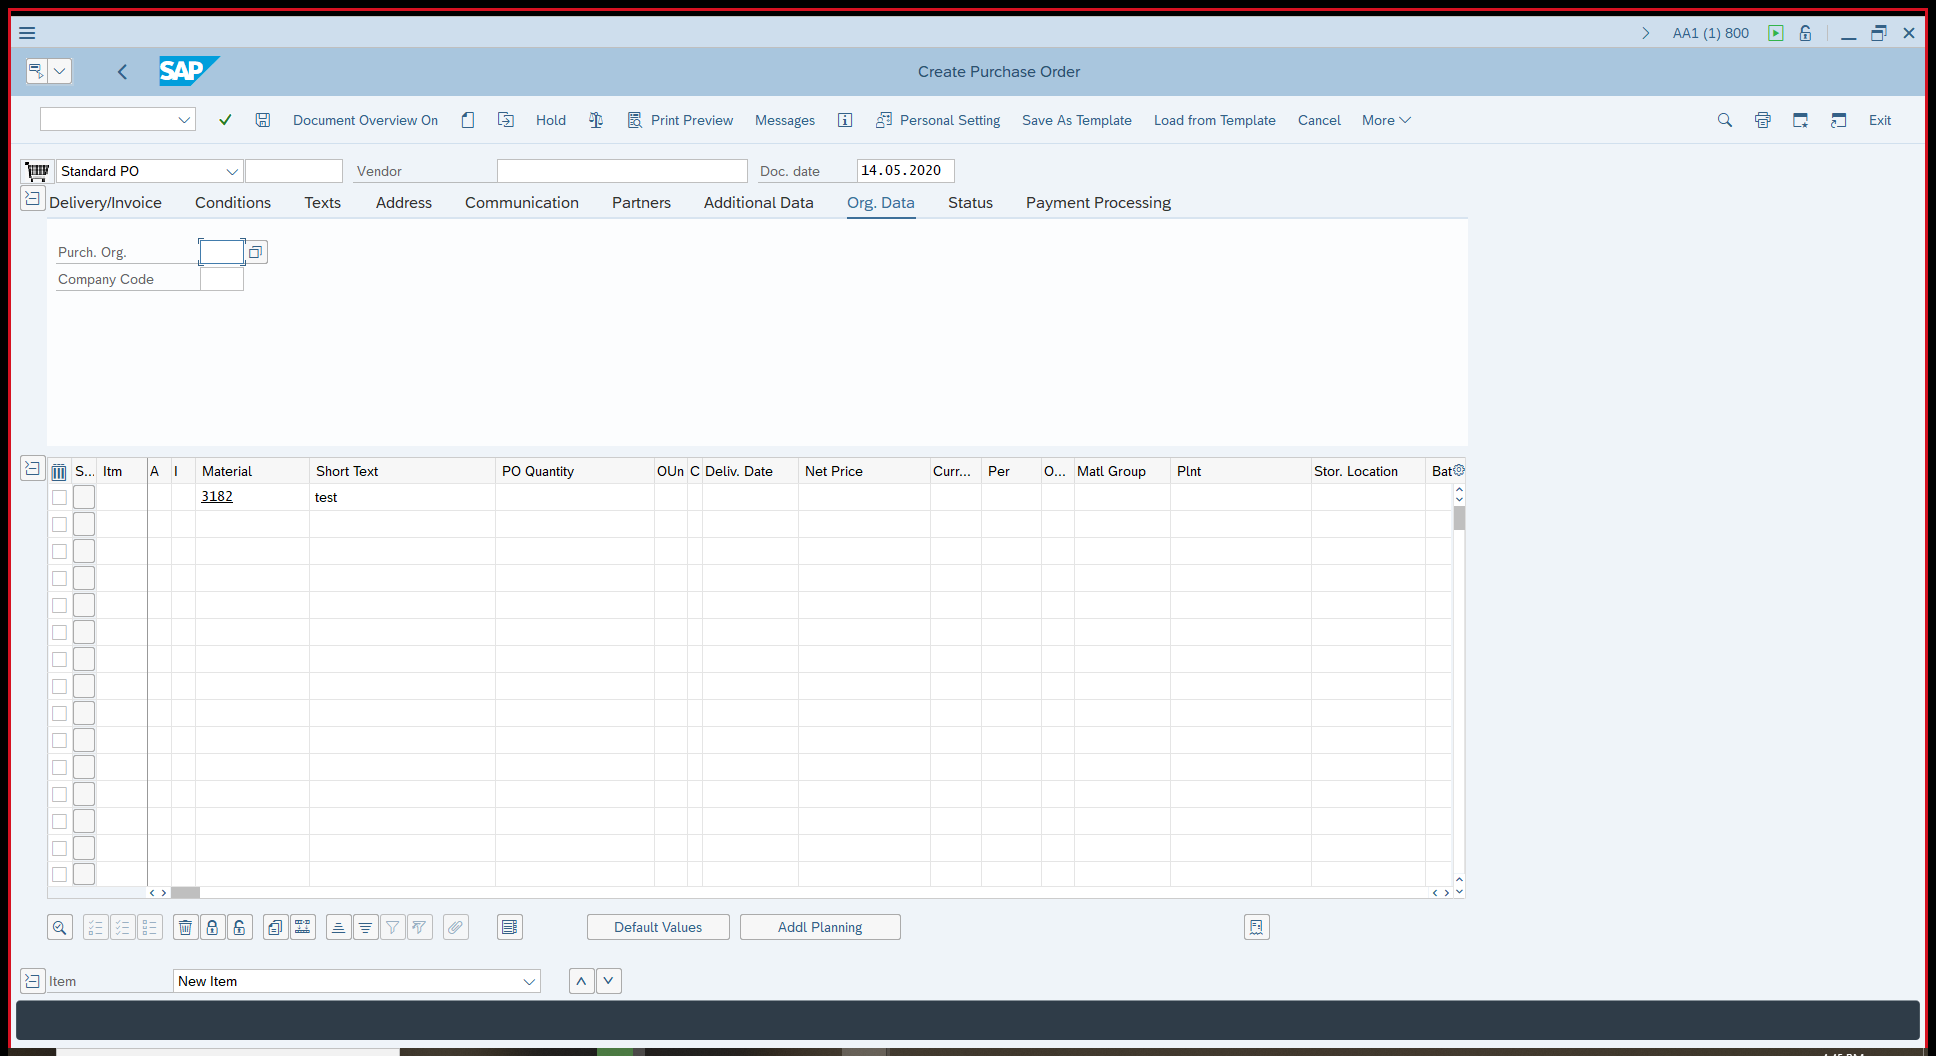 AA1 (1) 800
SAP
Create Purchase Order
Document Overview On Hold Print Preview Messages Personal Setting Save As Template Load from Template Cancel More Exit
Standard PO Vendor Doc. date 14.05.2020
Delivery/Invoice Conditions Texts Address Communication Partners Additional Data Org. Data Status Payment Processing
Purch. Org.
Company Code
S... Itm A I Material Short Text PO Quantity OUn C Deliv. Date Net Price Curr... Per O... Matl Group Plnt Stor. Location Bat
3182 test
Default Values Addl Planning
Item New Item